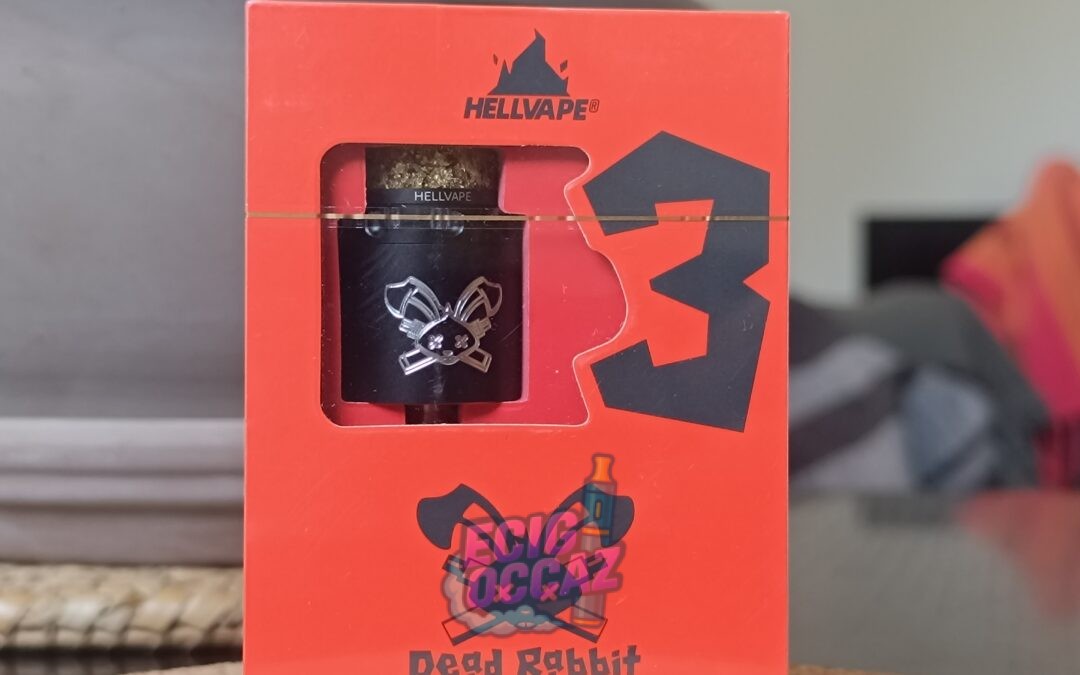 HELLVAPE®
HELLVAPE
3
ECIG
OCCAZ
Dead Rabbit